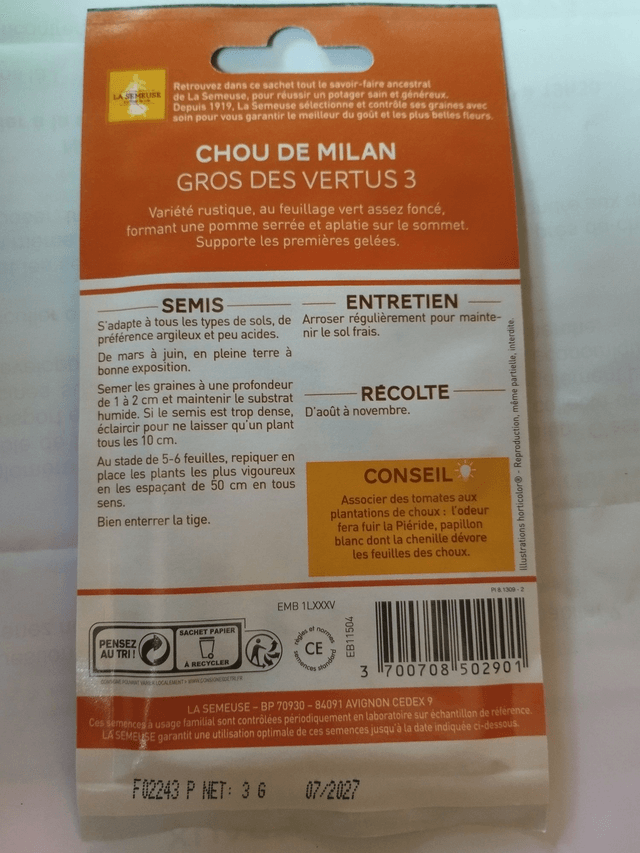 LA SEMEUSE
Retrouvez dans ce sachet tout le savoir-faire ancestral
de La Semeuse, pour réussir un potager sain et généreux.
Depuis 1919, La Semeuse sélectionne et contrôle ses graines avec
soin pour vous garantir le meilleur du goût et les plus belles fleurs.
CHOU DE MILAN
GROS DES VERTUS 3
Variété rustique, au feuillage vert assez foncé,
formant une pomme serrée et aplatie sur le sommet.
Supporte les premières gelées.
SEMIS
S'adapte à tous les types de sols, de
préférence argileux et peu acides.
De mars à juin, en pleine terre à
bonne exposition.
Semer les graines à une profondeur
de 1 à 2 cm et maintenir le substrat
humide. Si le semis est trop dense,
éclaircir pour ne laisser qu'un plant
tous les 10 cm.
Au stade de 5-6 feuilles, repiquer en
place les plants les plus vigoureux
en les espaçant de 50 cm en tous
sens.
Bien enterrer la tige.
ENTRETIEN
Arroser régulièrement pour mainte-
nir le sol frais.
RÉCOLTE
D'août à novembre.
CONSEIL
Associer des tomates aux
plantations de choux : l'odeur
fera fuir la Piéride, papillon
blanc dont la chenille dévore
les feuilles des choux.
Illustrations horticolor® - Reproduction, même partielle, interdite.
PI.8.1309 - 2
EMB 1LXXXV
PENSEZ
AU TRI !
SACHET PAPIER
À RECYCLER
règles et normes
CE
semences standard
EB11504
3 700708 502901
LA SEMEUSE - BP 70930 - 84091 AVIGNON CEDEX 9
Ces semences à usage familial sont contrôlées périodiquement en laboratoire sur échantillon de référence.
LA SEMEUSE garantit une utilisation optimale de ces semences jusqu'à la date indiquée ci-dessous.
F02243 P NET: 3 G 07/2027